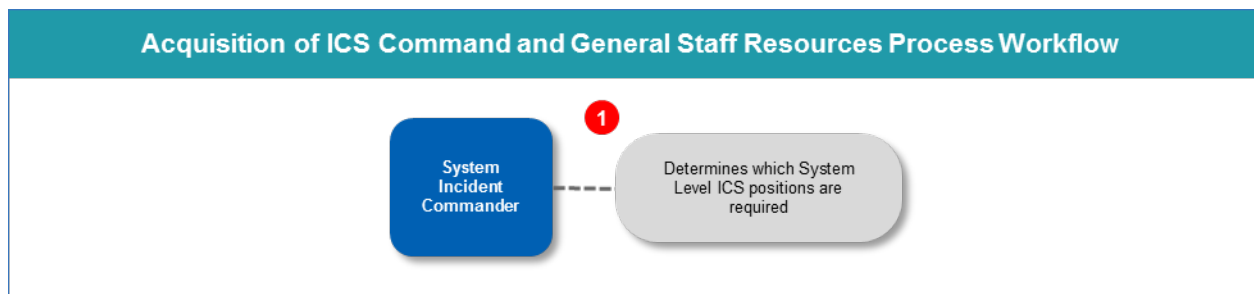 Acquisition of ICS Command and General Staff Resources Process Workflow
1
System
Incident
Commander
Determines which System
Level ICS positions are
required